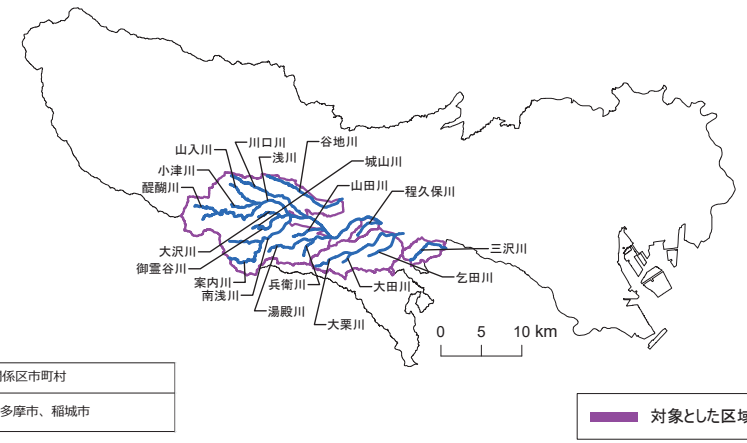 山入川
川口川
浅川
谷地川
城山川
小津川
醍醐川
山田川
程久保川
大沢川
御霊谷川
案内川
南浅川
湯殿川
兵衛川
大栗川
大田川
乞田川
三沢川
0 5 10 km
係区市町村
多摩市、稲城市
対象とした区域